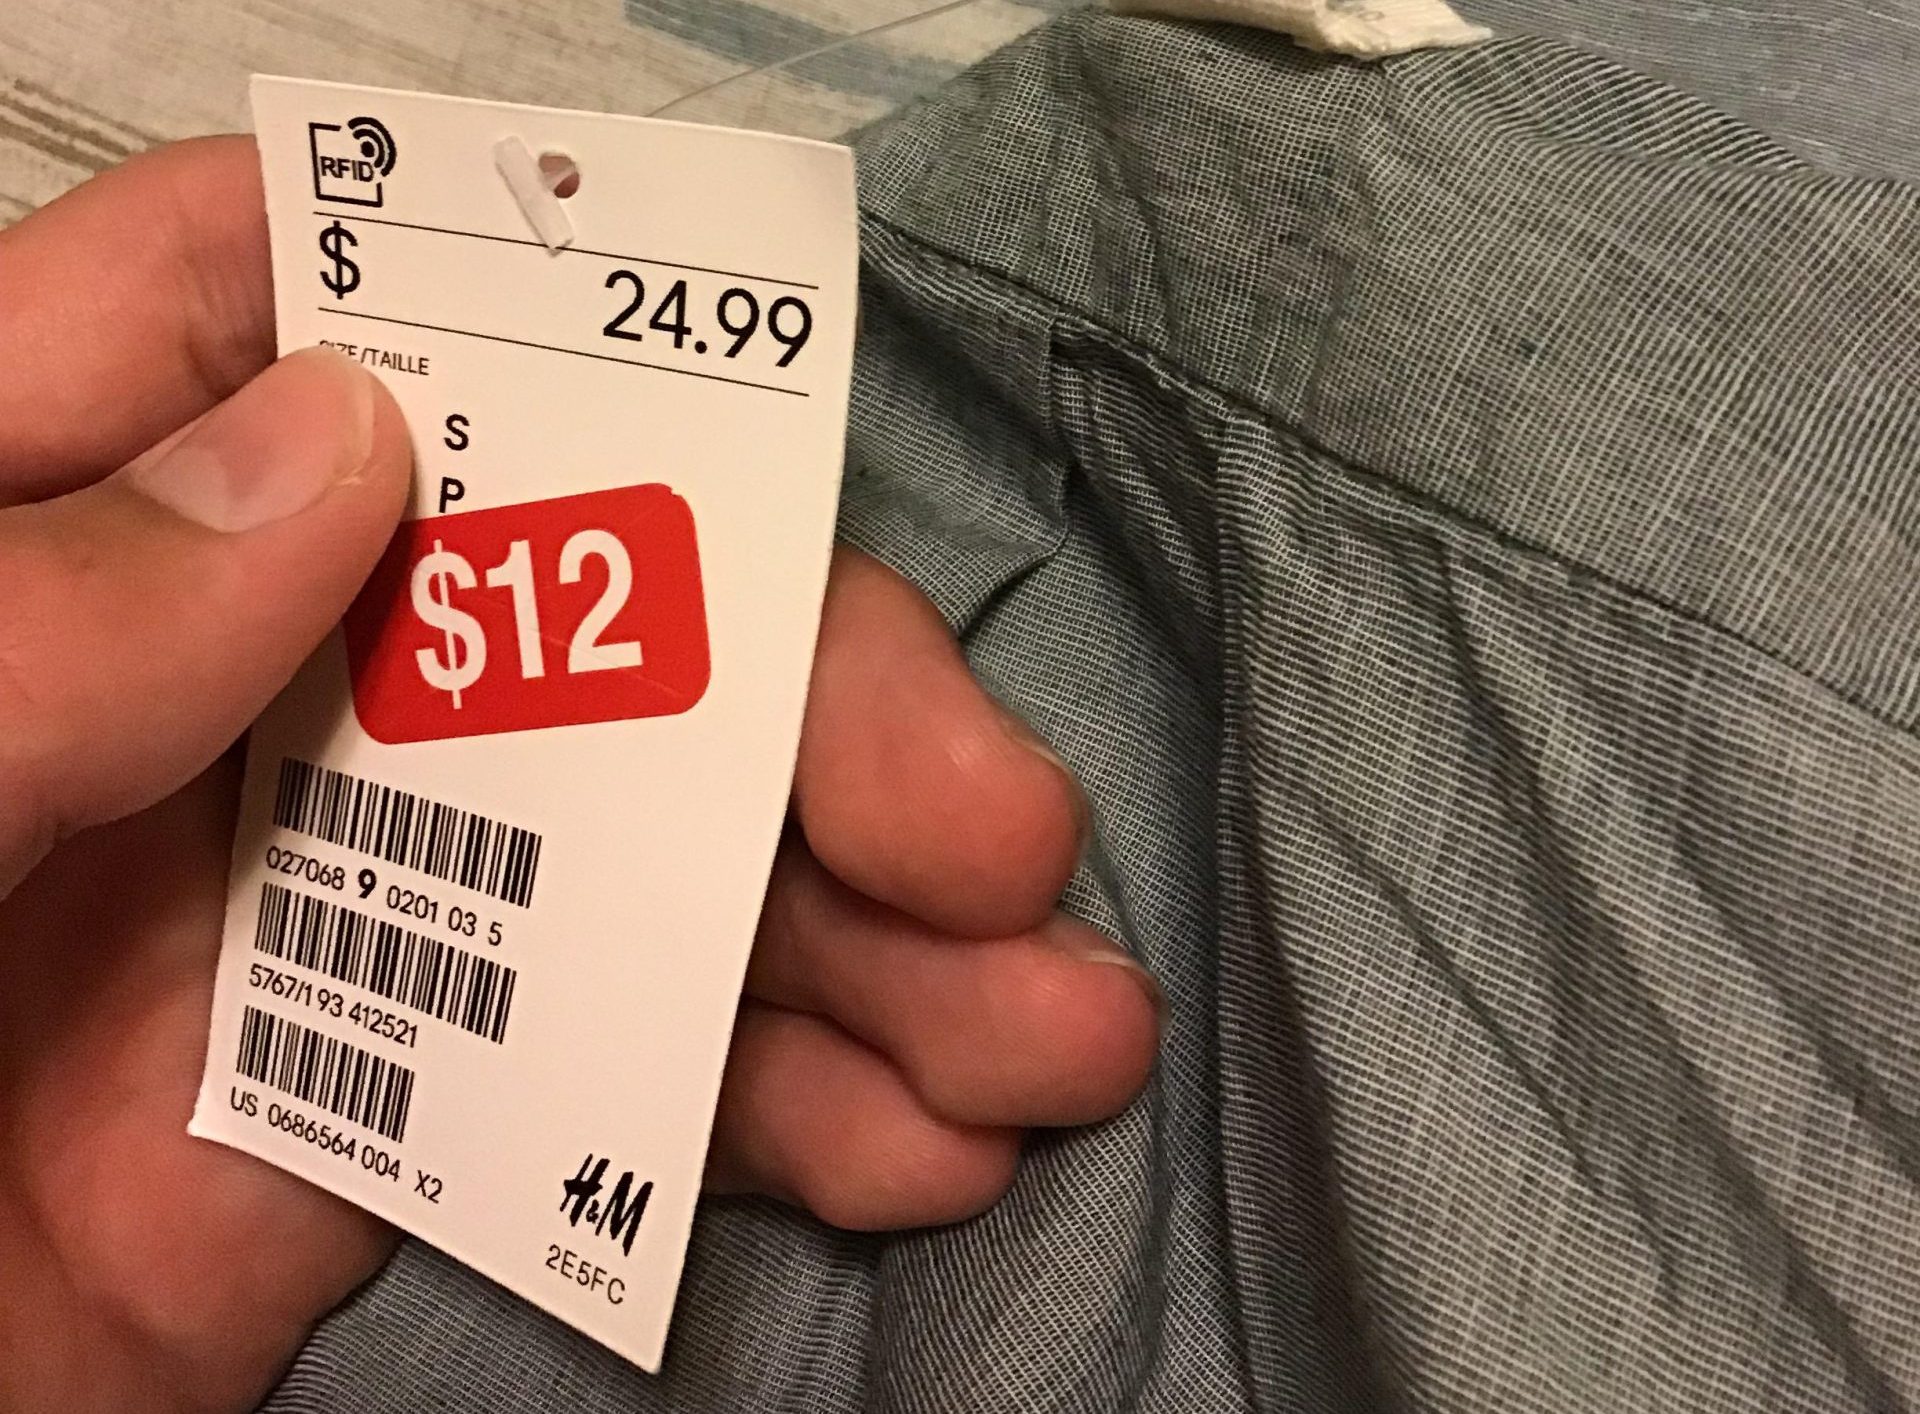 RFID
$ 24.99
SIZE/TAILLE
S
P
$12
027068 9 0201 03 5
5767/1 93 412521
US 0686564 004 X2
H&M
2E5FC